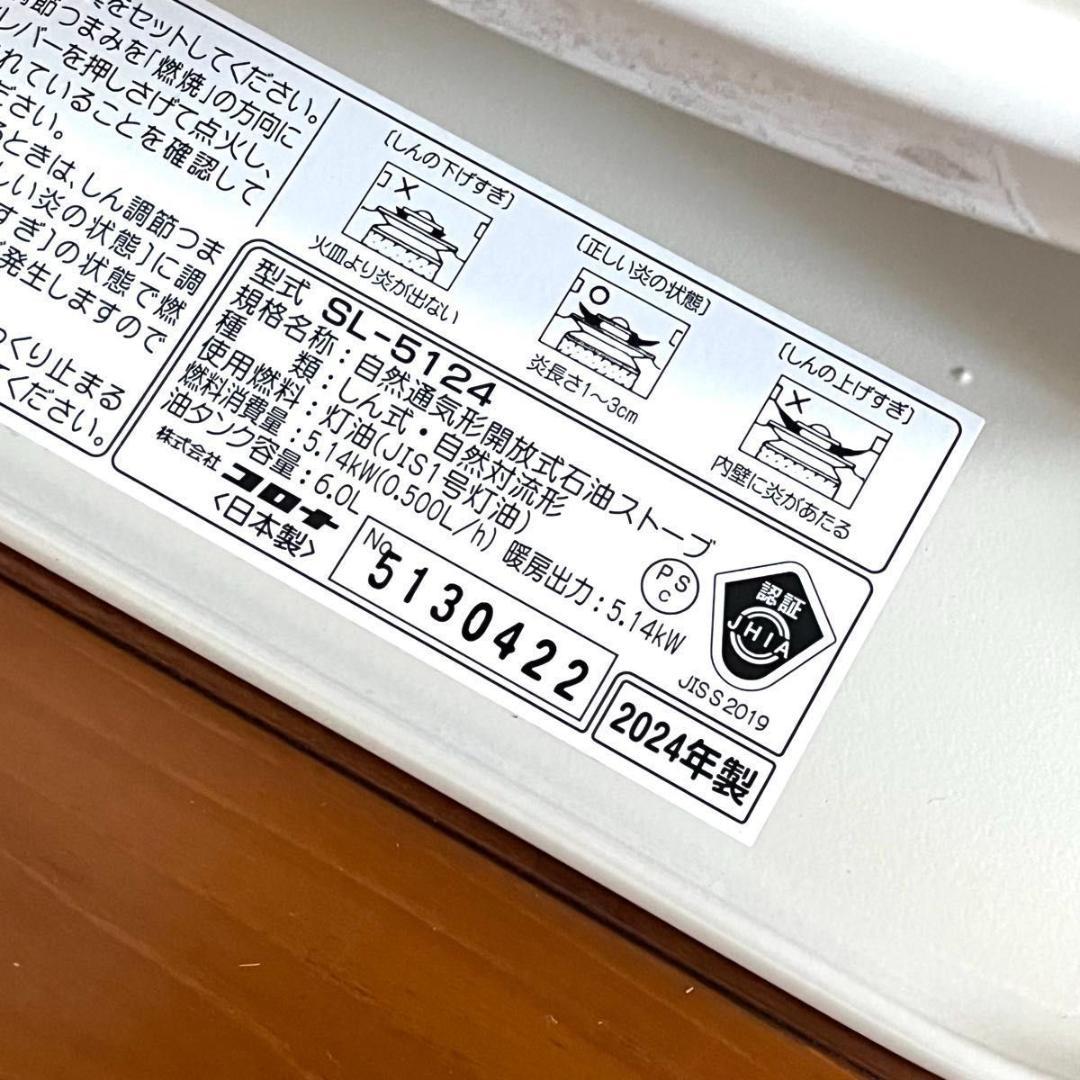 をセットしてください。
節つまみを「燃焼」の方向に
レバーを押しさげて点火し、
れていることを確認して
ださい。
ときは、しん調節つま
しい炎の状態]に調
すぎ]の状態で燃
発生しますので
っくり止まる
てください。
[しんの下げすぎ]
火皿より炎が出ない
[正しい炎の状態]
炎長さ1～3cm
[しんの上げすぎ]
内壁に炎があたる
型式 SL-5124
規格名称：自然通気形開放式石油ストーブ
種類：しん式・自然対流形
使用燃料：灯油(JIS1号灯油)
燃料消費量：5.14kW(0.500L/h) 暖房出力：5.14kW
油タンク容量：6.0L
株式会社 コロナ
〈日本製〉
No 5130422
PSC
認証
JHIA
JIS S 2019
2024年製